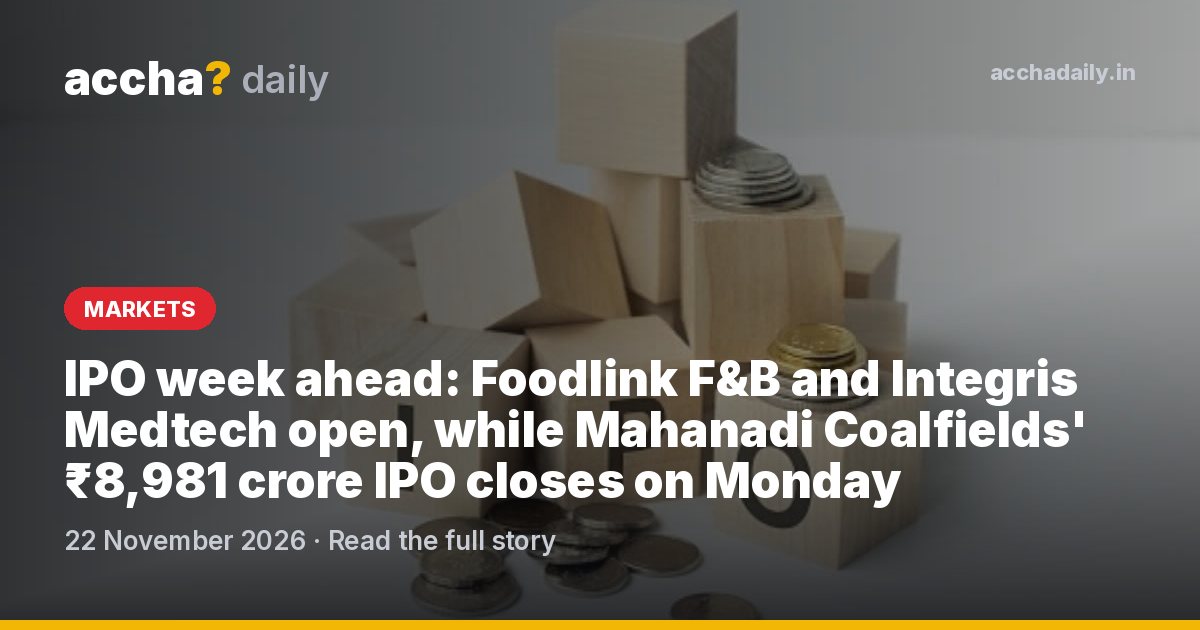 accha? daily
acchadaily.in
MARKETS
IPO week ahead: Foodlink F&B and Integris
Medtech open, while Mahanadi Coalfields'
₹8,981 crore IPO closes on Monday
22 November 2026 · Read the full story
I P O